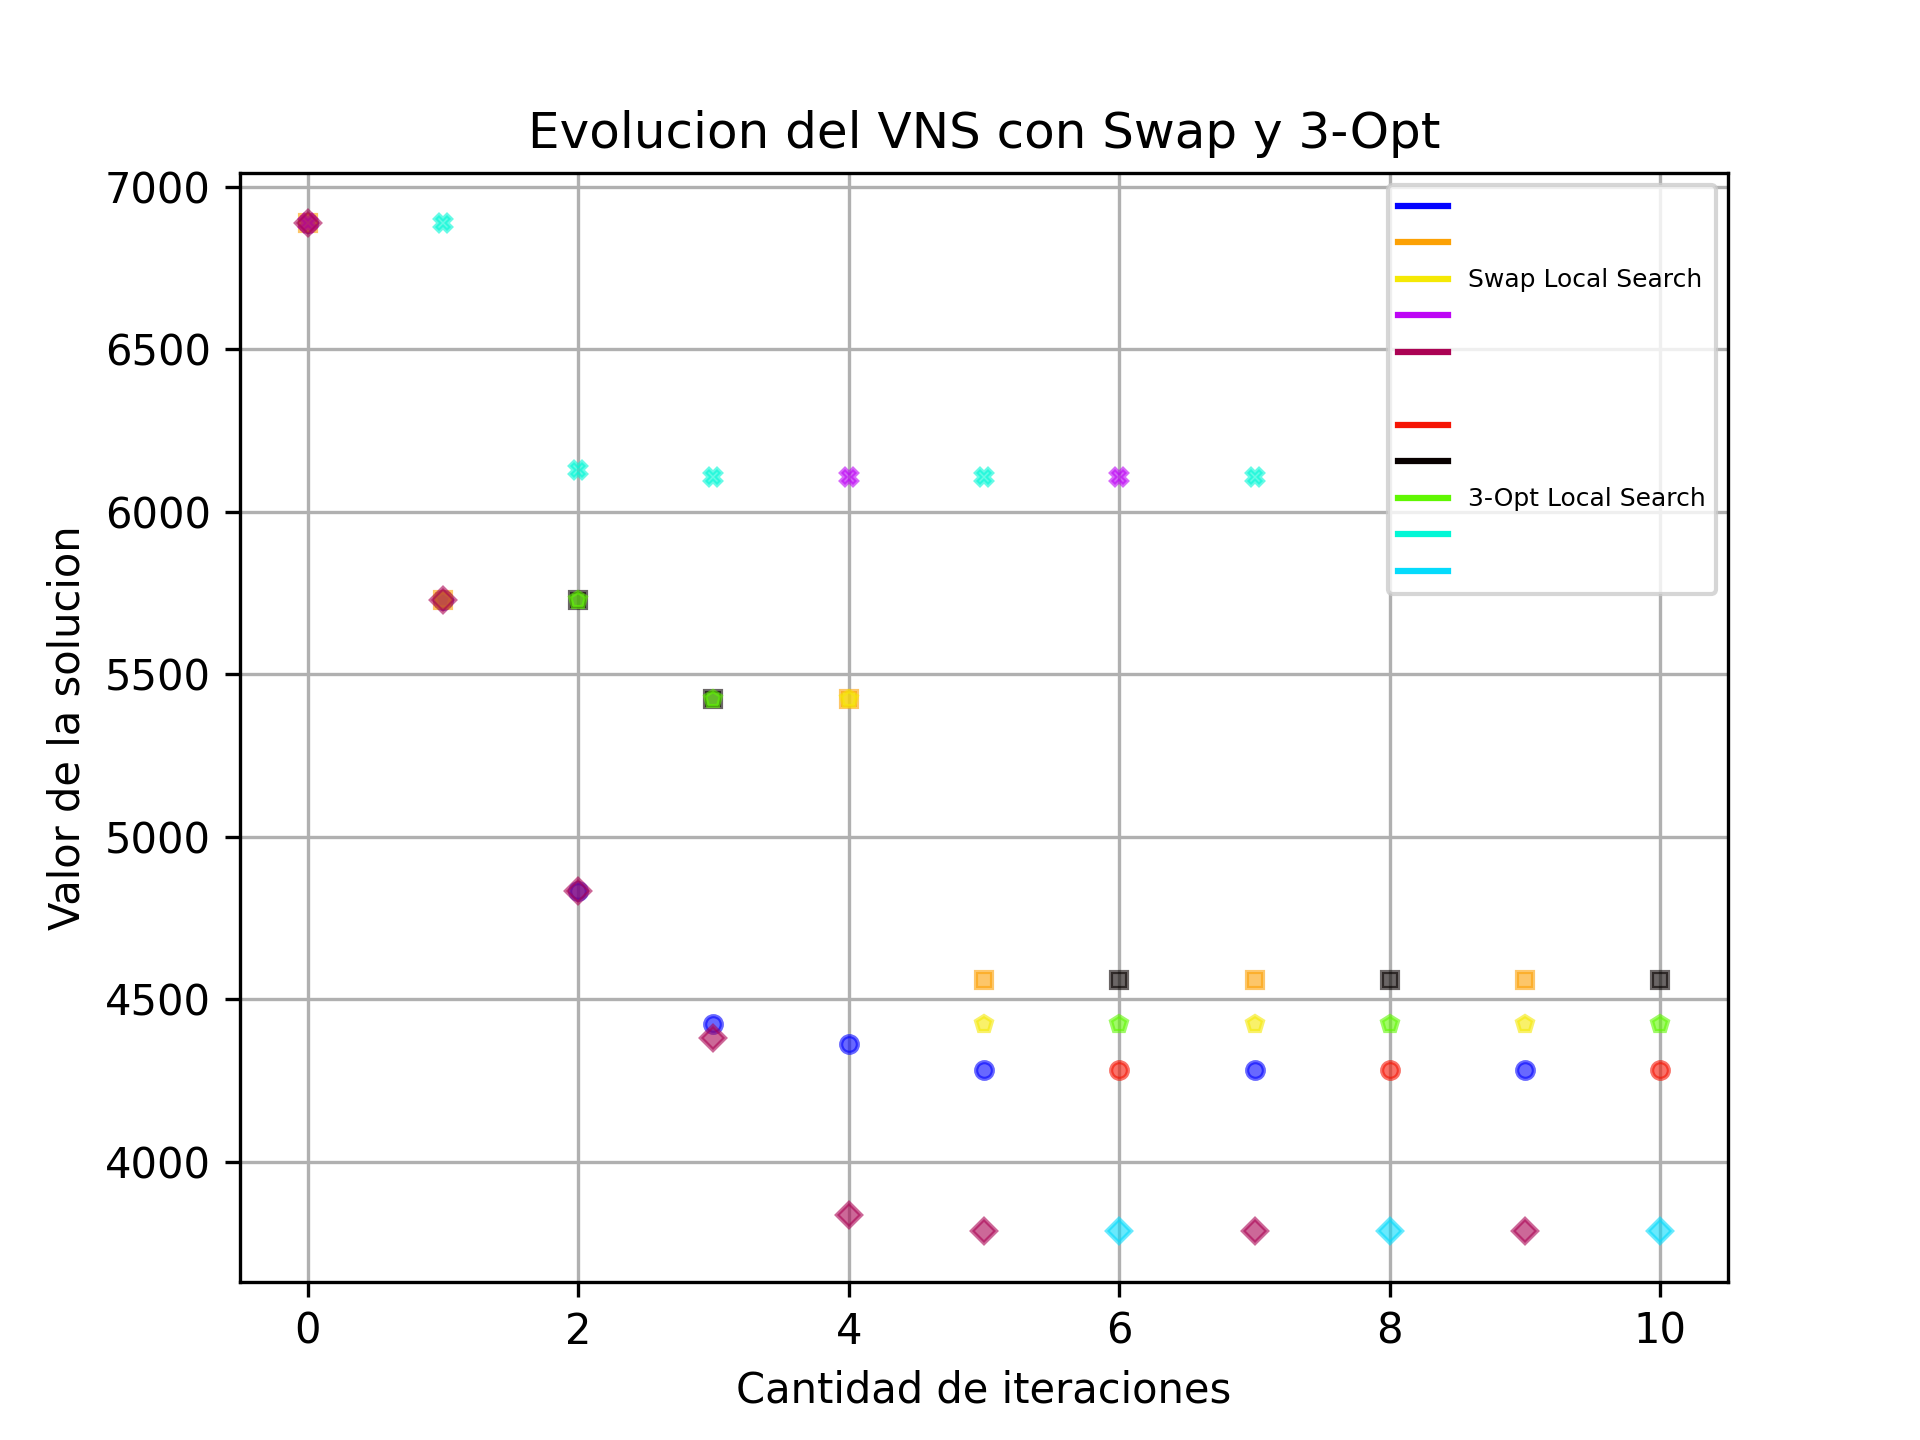 Evolucion del VNS con Swap y 3-Opt
Valor de la solucion
7000
6500
6000
5500
5000
4500
4000
Swap Local Search
3-Opt Local Search
0 2 4 6 8 10
Cantidad de iteraciones